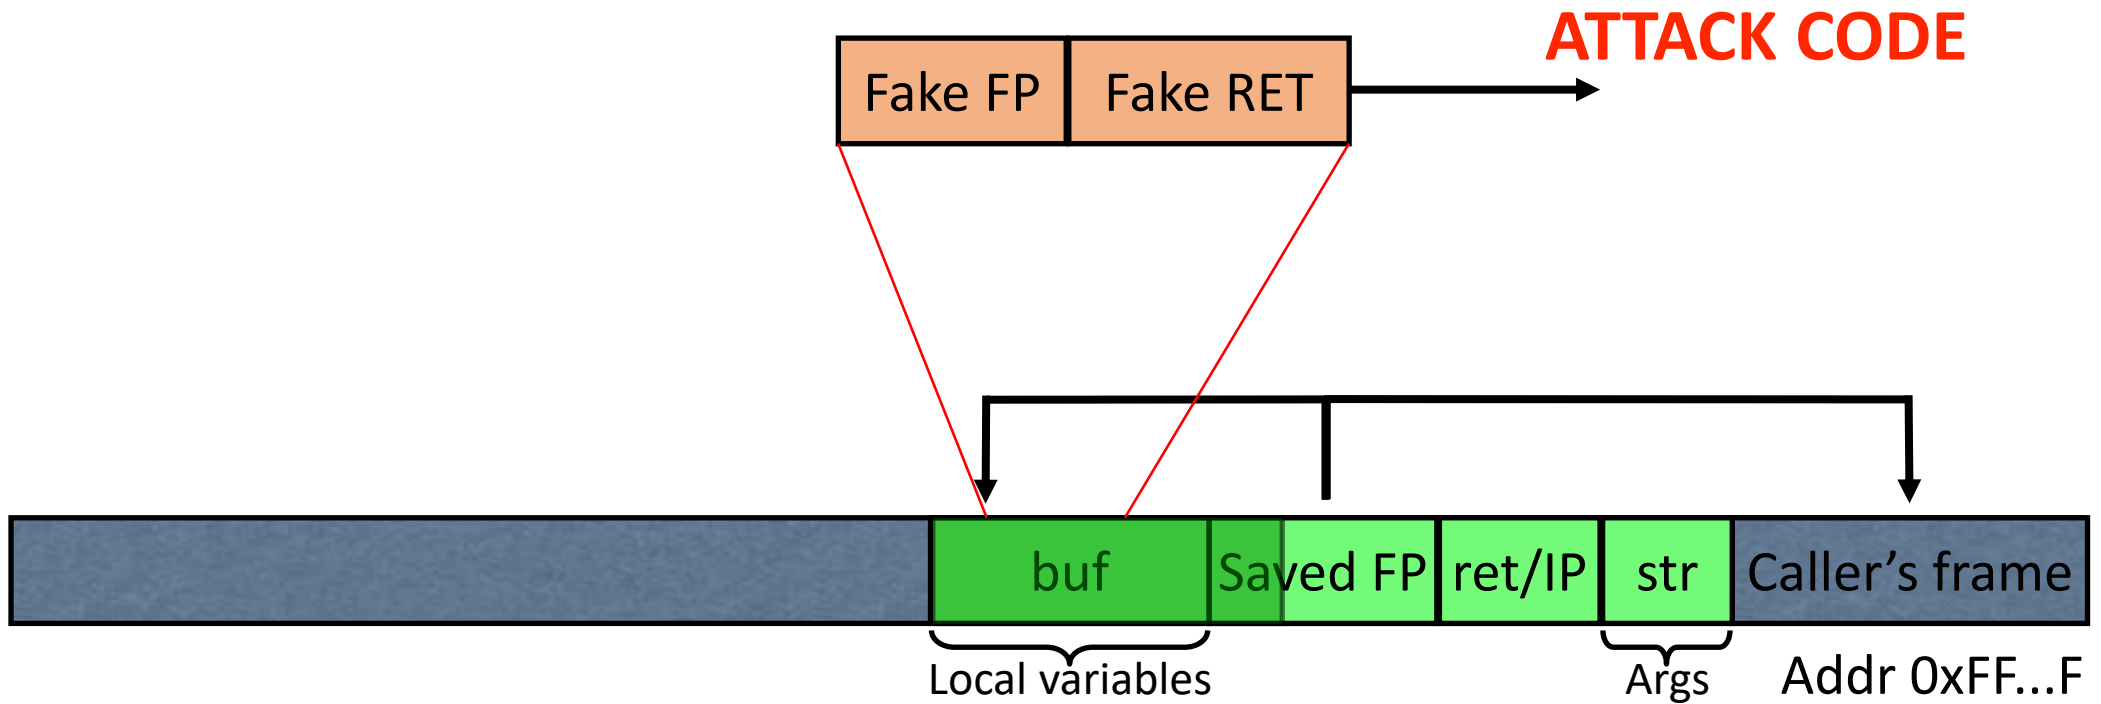 ATTACK CODE
Fake FP Fake RET
buf Saved FP ret/IP str Caller’s frame
Local variables Args Addr 0xFF...F